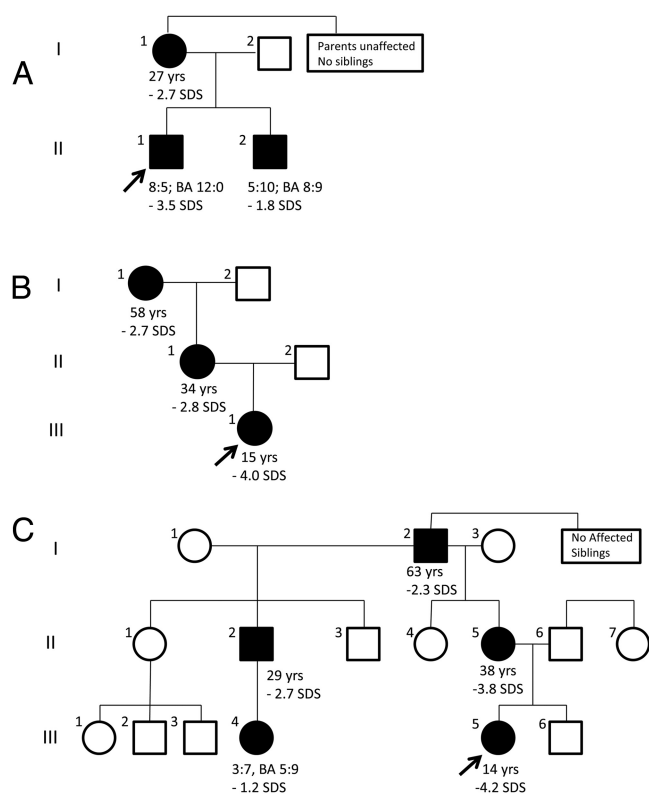 A
I
1
2
Parents unaffected
No siblings
27 yrs
- 2.7 SDS
II
1
2
8:5; BA 12:0
- 3.5 SDS
5:10; BA 8:9
- 1.8 SDS
B
I
1
2
58 yrs
- 2.7 SDS
II
1
2
34 yrs
- 2.8 SDS
III
1
15 yrs
- 4.0 SDS
C
I
1
2
3
No Affected
Siblings
63 yrs
-2.3 SDS
II
1
2
3
4
5
6
7
29 yrs
- 2.7 SDS
38 yrs
-3.8 SDS
III
1
2
3
4
5
6
3:7, BA 5:9
- 1.2 SDS
14 yrs
-4.2 SDS